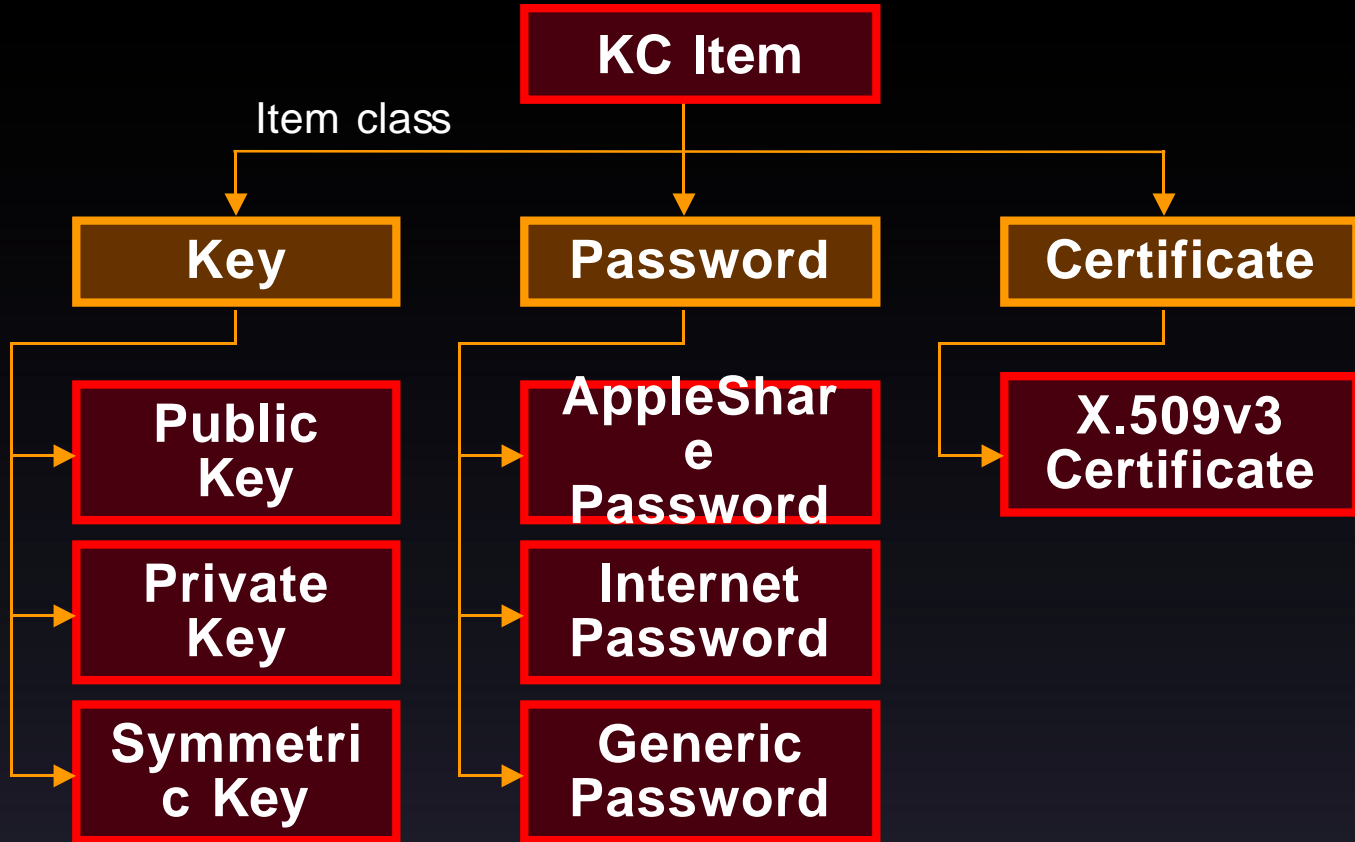 KC Item
Item class
Key
Password
Certificate
Public
Key
AppleShar
e
Password
X.509v3
Certificate
Private
Key
Internet
Password
Symmetri
c Key
Generic
Password